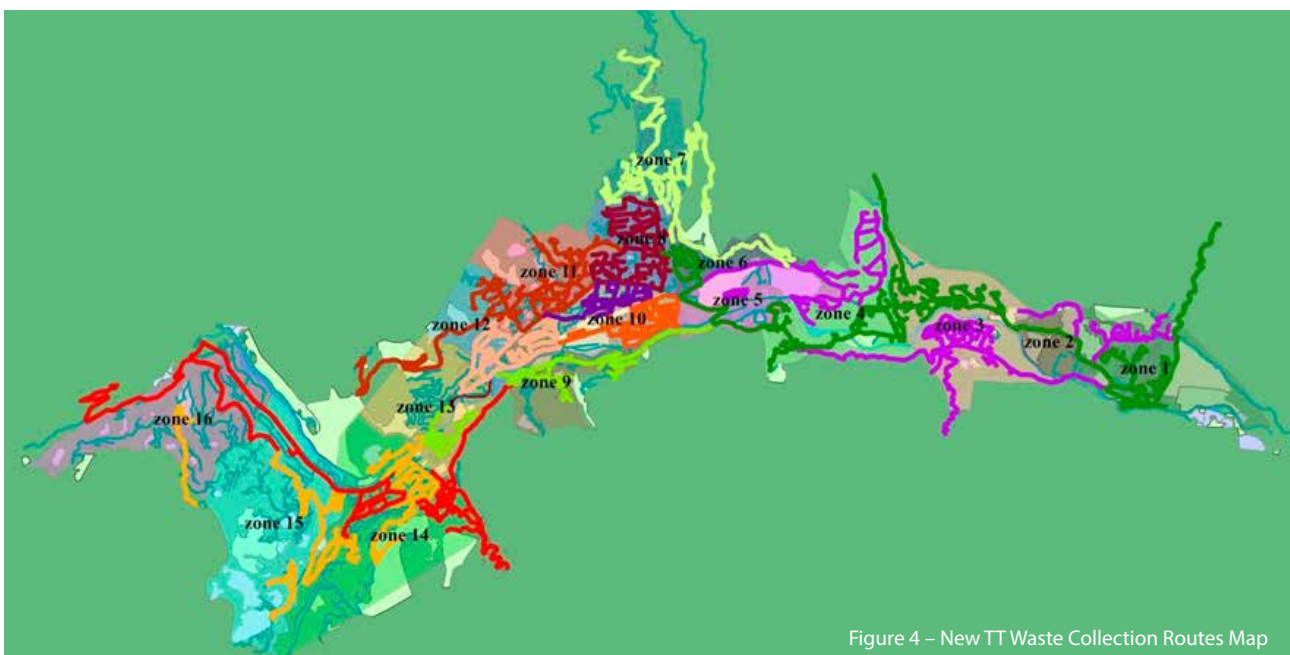 zone 7
zone 8
zone 6
zone 11
zone 5
zone 4
zone 10
zone 12
zone 3
zone 2
zone 1
zone 9
zone 13
zone 16
zone 15
zone 14
Figure 4 – New TT Waste Collection Routes Map